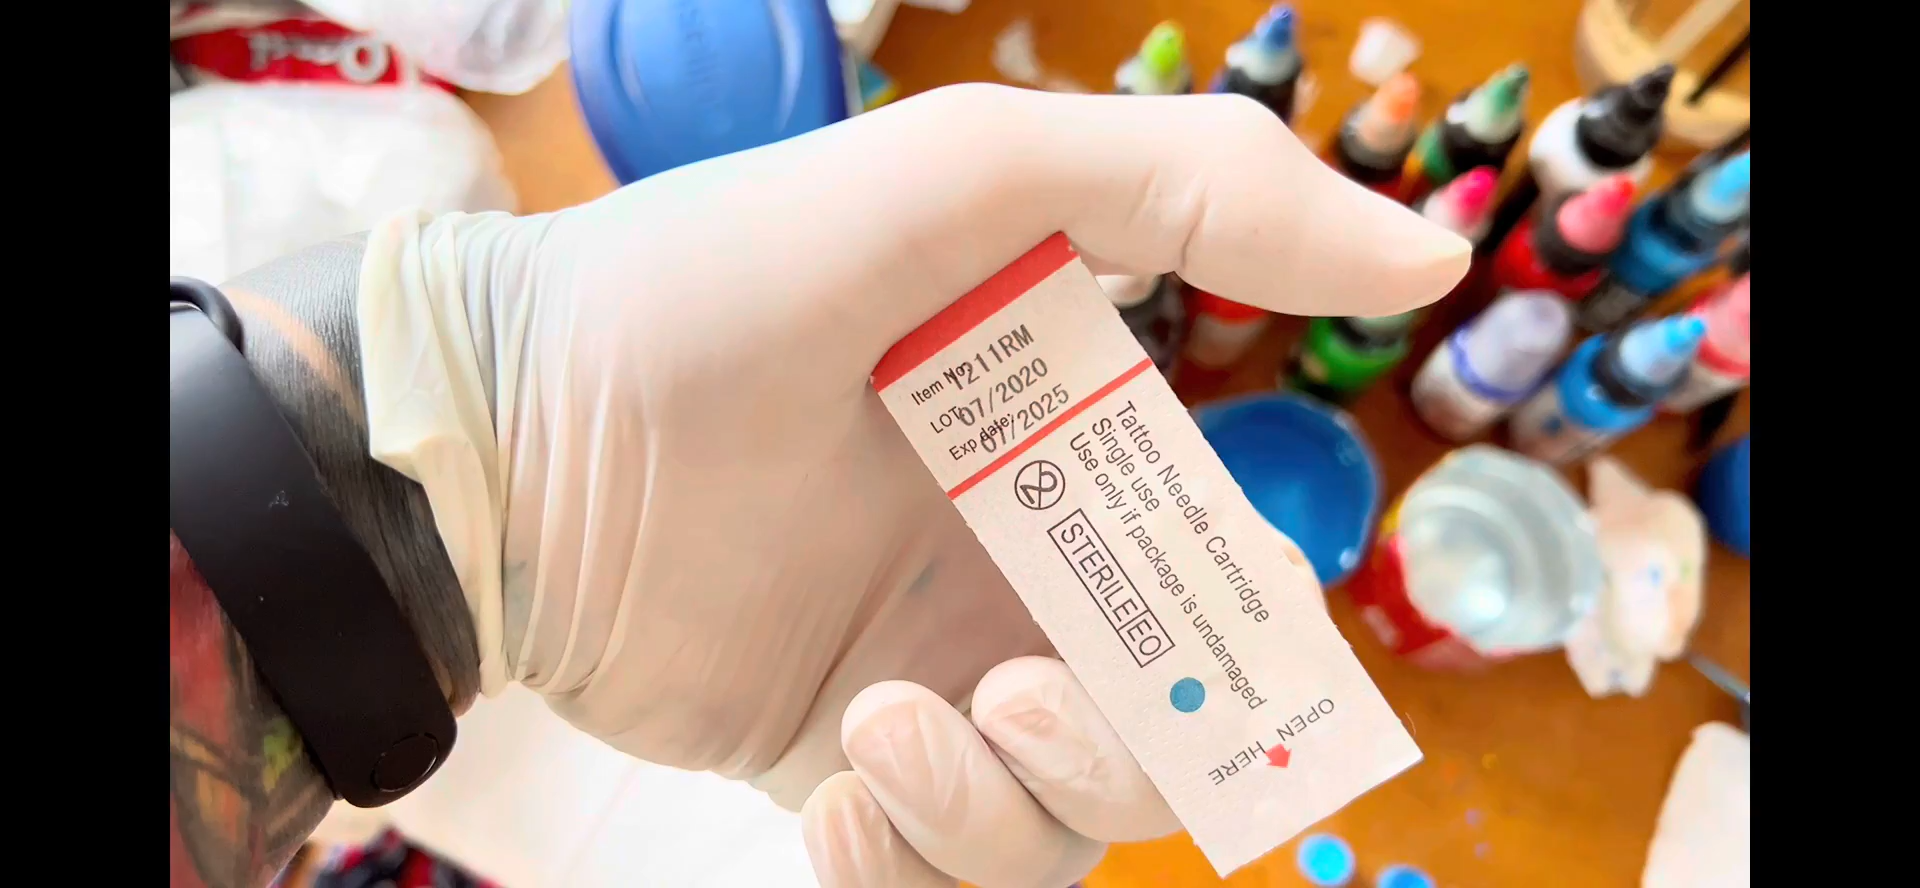 Item No. 1211RM
LOT 07/2020
Exp date: 07/2025
Tattoo Needle Cartridge
Single use
Use only if package is undamaged
2
STERILE EO
OPEN HERE